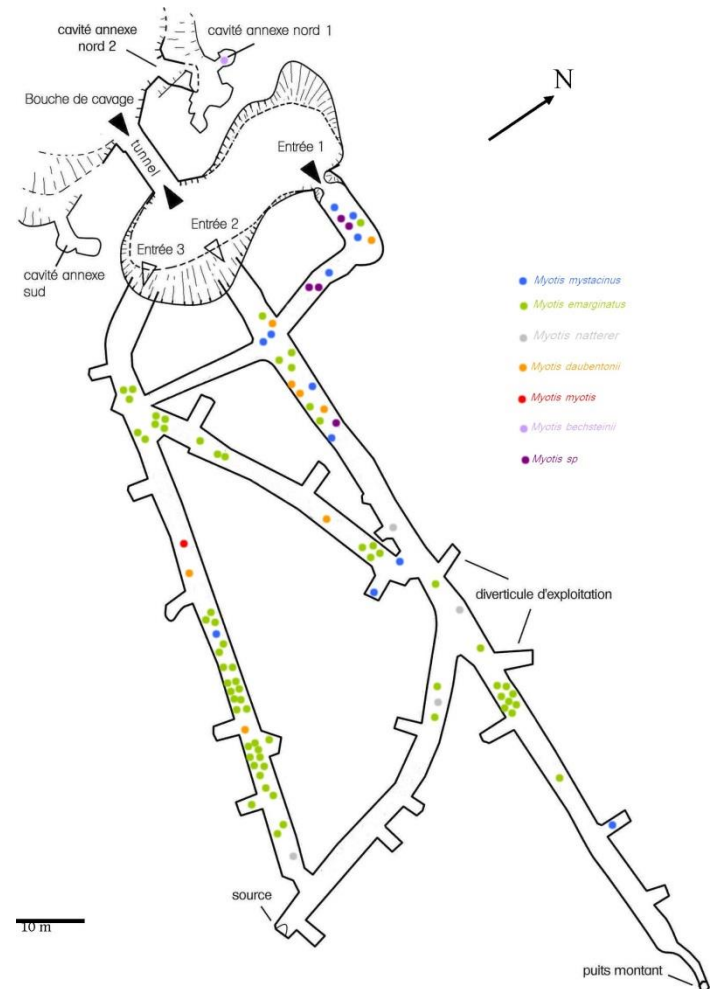 cavité annexe
nord 2
cavité annexe nord 1
N
Bouche de cavage
tunnel
Entrée 1
Entrée 2
Entrée 3
cavité annexe
sud
Myotis mystacinus
Myotis emarginatus
Myotis natterer
Myotis daubentonii
Myotis myotis
Myotis bechsteinii
Myotis sp
diverticule d'exploitation
source
10 m
puits montant